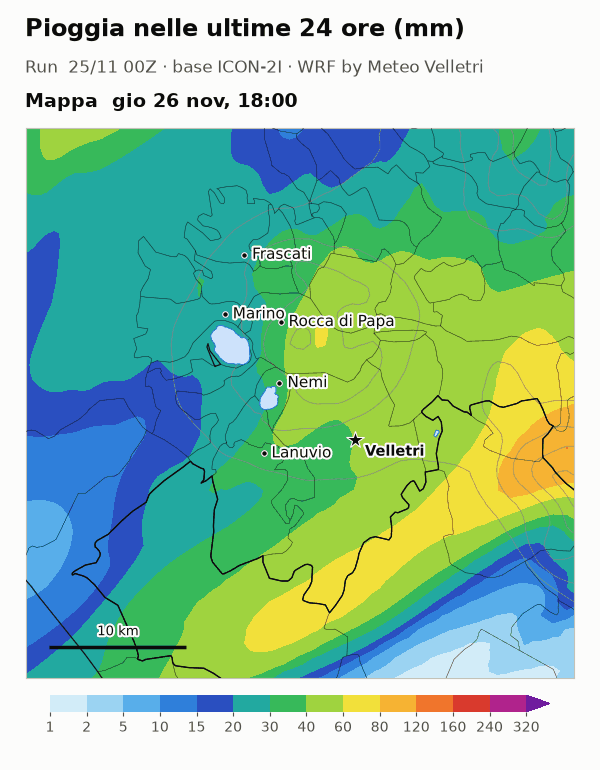 Pioggia nelle ultime 24 ore (mm)
Run  25/11 00Z · base ICON-2I · WRF by Meteo Velletri
Mappa  gio 26 nov, 18:00
Frascati
Marino
Rocca di Papa
Nemi
Velletri
Lanuvio
10 km
1 2 5 10 15 20 30 40 60 80 120 160 240 320